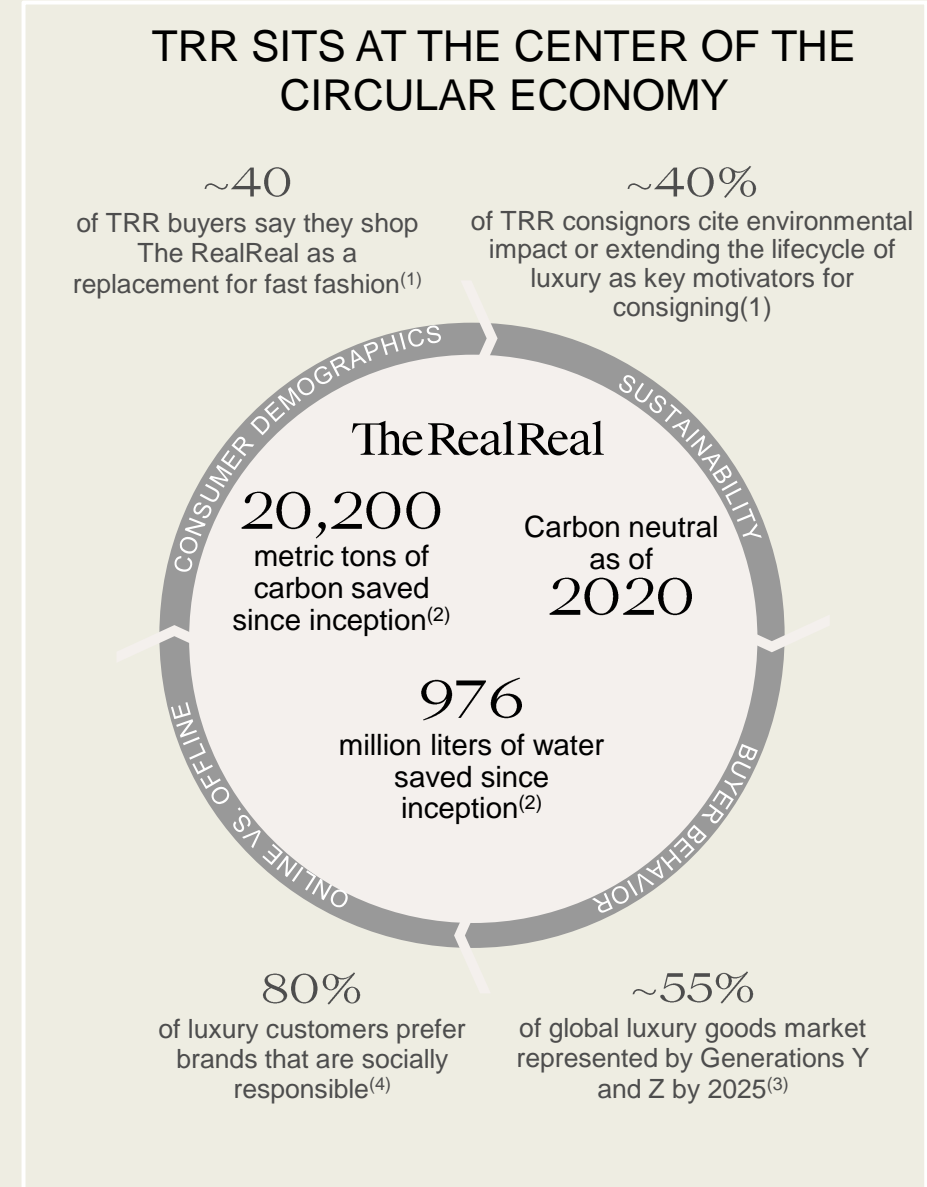 TRR SITS AT THE CENTER OF THE
CIRCULAR ECONOMY
~40
of TRR buyers say they shop
The RealReal as a
replacement for fast fashion(1)
~40%
of TRR consignors cite environmental
impact or extending the lifecycle of
luxury as key motivators for
consigning(1)
CONSUMER DEMOGRAPHICS
SUSTAINABILITY
The RealReal
20,200
metric tons of
carbon saved
since inception(2)
Carbon neutral
as of
2020
976
million liters of water
saved since
inception(2)
ONLINE VS. OFFLINE
BUYER BEHAVIOR
80%
of luxury customers prefer
brands that are socially
responsible(4)
~55%
of global luxury goods market
represented by Generations Y
and Z by 2025(3)